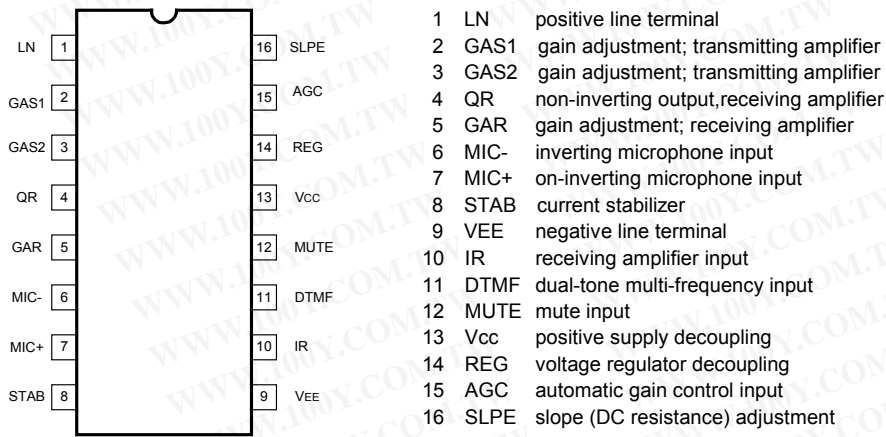 LN 1
GAS1 2
GAS2 3
QR 4
GAR 5
MIC- 6
MIC+ 7
STAB 8
16 SLPE
15 AGC
14 REG
13 Vcc
12 MUTE
11 DTMF
10 IR
9 VEE
1 LN positive line terminal
2 GAS1 gain adjustment; transmitting amplifier
3 GAS2 gain adjustment; transmitting amplifier
4 QR non-inverting output,receiving amplifier
5 GAR gain adjustment; receiving amplifier
6 MIC- inverting microphone input
7 MIC+ on-inverting microphone input
8 STAB current stabilizer
9 VEE negative line terminal
10 IR receiving amplifier input
11 DTMF dual-tone multi-frequency input
12 MUTE mute input
13 Vcc positive supply decoupling
14 REG voltage regulator decoupling
15 AGC automatic gain control input
16 SLPE slope (DC resistance) adjustment
WWW.100Y.COM.TW